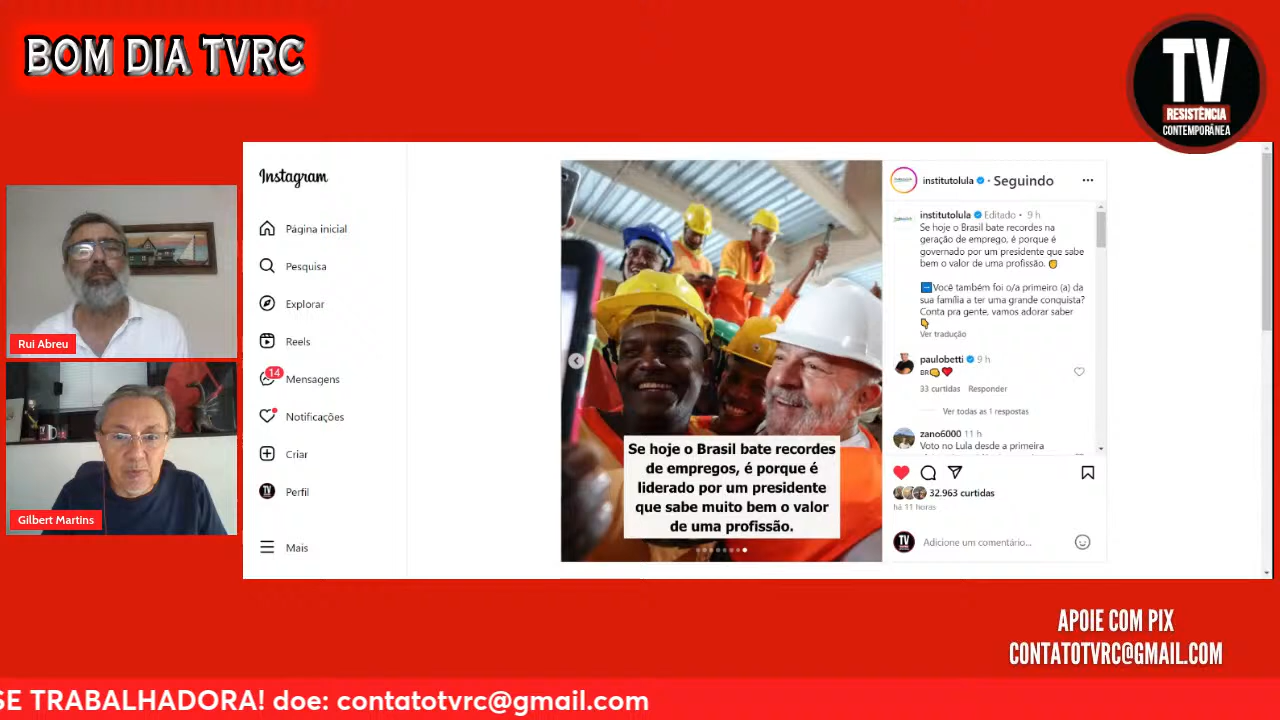 BOM DIA TVRC
TV
RESISTÊNCIA
CONTEMPORÂNEA
Rui Abreu
Gilbert Martins
Instagram
Página inicial
Pesquisa
Explorar
Reels
14
Mensagens
Notificações
Criar
Perfil
Mais
Se hoje o Brasil bate recordes
de empregos, é porque é
liderado por um presidente
que sabe muito bem o valor
de uma profissão.
institutolula • Seguindo
institutolula Editado • 9 h
Se hoje o Brasil bate recordes na
geração de emprego, é porque é
governado por um presidente que sabe
bem o valor de uma profissão. ✊
➡️Você também foi o/a primeiro (a) da
sua família a ter uma grande conquista?
Conta pra gente, vamos adorar saber
👇
Ver tradução
paulobetti 9 h
BR👏❤️
33 curtidas Responder
Ver todas as 1 respostas
zano6000 11 h
Voto no Lula desde a primeira
32.963 curtidas
há 11 horas
TV
Adicione um comentário...
APOIE COM PIX
CONTATOTVRC@GMAIL.COM
SE TRABALHADORA! doe: contatotvrc@gmail.com